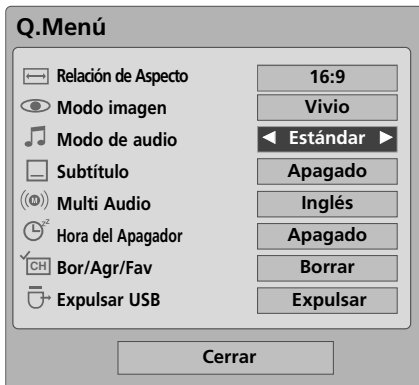 Q.Menú
Relación de Aspecto 16:9
Modo imagen Vivio
Modo de audio ◄ Estándar ►
Subtítulo Apagado
Multi Audio Inglés
Hora del Apagador Apagado
CH Bor/Agr/Fav Borrar
Expulsar USB Expulsar
Cerrar